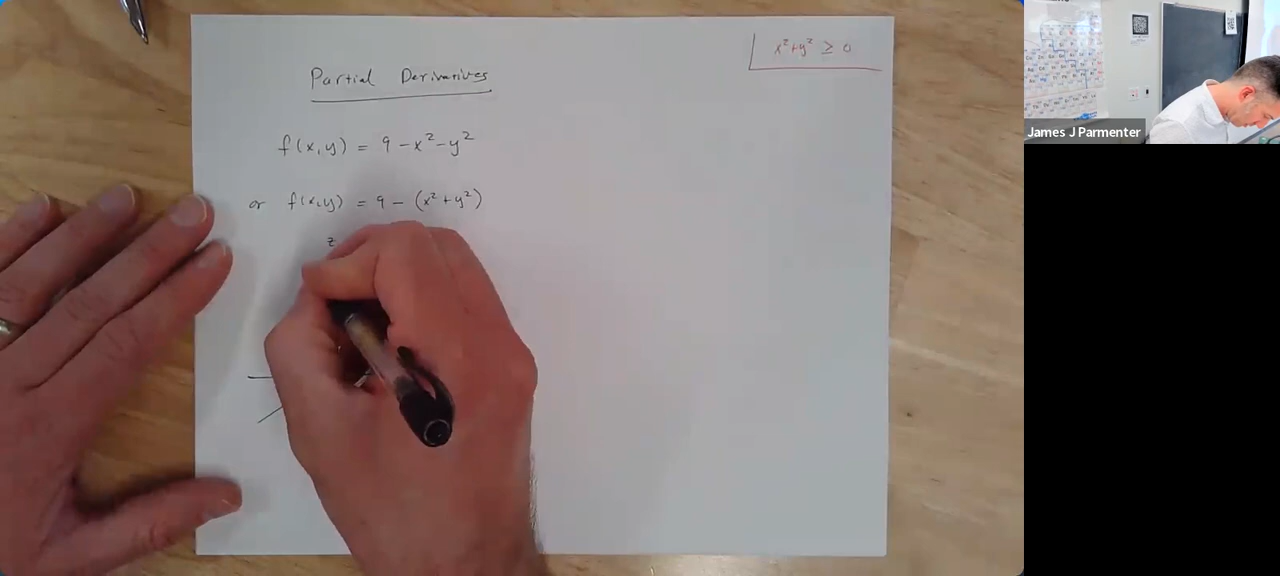 x² + y² ≥ 0
Partial Derivatives
f(x,y) = 9 - x² - y²
or f(x,y) = 9 - (x² + y²)
z
James J Parmenter